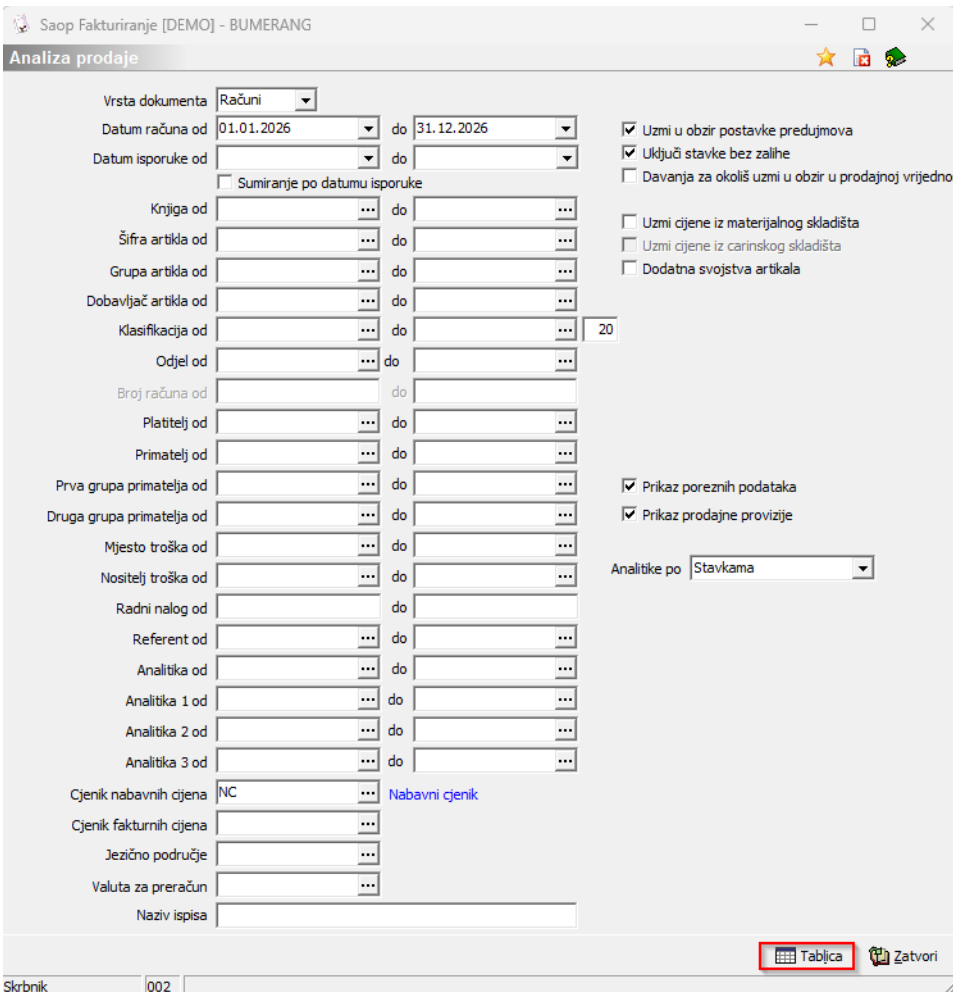 Saop Fakturiranje [DEMO] - BUMERANG
Analiza prodaje
Vrsta dokumenta Računi
Datum računa od 01.01.2026 do 31.12.2026
Uzmi u obzir postavke predujmova
Datum isporuke od do
Uključi stavke bez zalihe
Sumiranje po datumu isporuke
Davanja za okoliš uzmi u obzir u prodajnoj vrijedno
Knjiga od do
Uzmi cijene iz materijalnog skladišta
Šifra artikla od do
Uzmi cijene iz carinskog skladišta
Grupa artikla od do
Dodatna svojstva artikala
Dobavljač artikla od do
Klasifikacija od do 20
Odjel od do
Broj računa od do
Platitelj od do
Primatelj od do
Prva grupa primatelja od do
Prikaz poreznih podataka
Druga grupa primatelja od do
Prikaz prodajne provizije
Mjesto troška od do
Nositelj troška od do
Analitike po Stavkama
Radni nalog od do
Referent od do
Analitika od do
Analitika 1 od do
Analitika 2 od do
Analitika 3 od do
Cjenik nabavnih cijena NC Nabavni cjenik
Cjenik fakturnih cijena
Jezično područje
Valuta za preračun
Naziv ispisa
Tablica Zatvori
Skrbnik 002